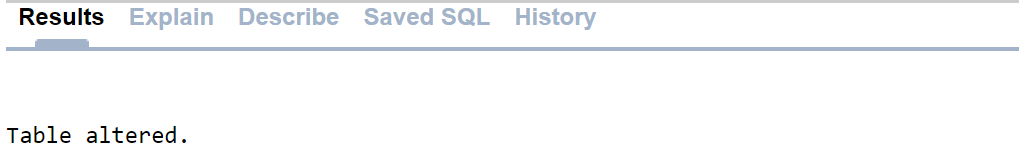 Results Explain Describe Saved SQL History
Table altered.